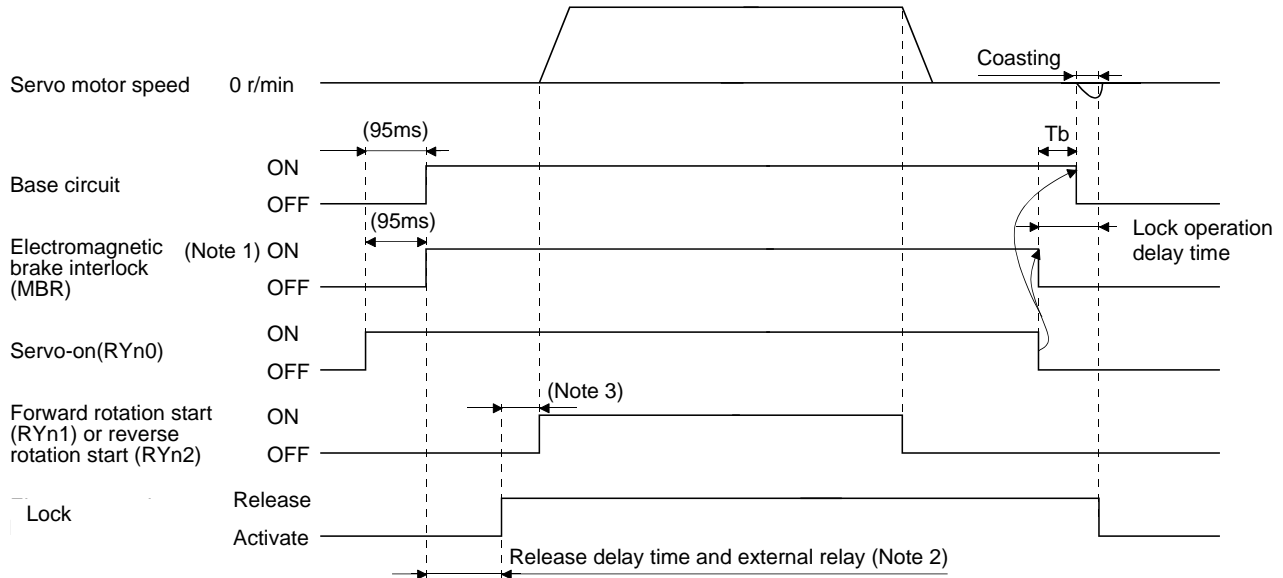 Coasting
Servo motor speed 0 r/min
(95ms)
Tb
Base circuit
ON
OFF
(95ms)
Lock operation
delay time
Electromagnetic
brake interlock
(MBR)
(Note 1) ON
OFF
Servo-on(RYn0)
ON
OFF
(Note 3)
Forward rotation start
(RYn1) or reverse
rotation start (RYn2)
ON
OFF
Lock
Release
Activate
Release delay time and external relay (Note 2)